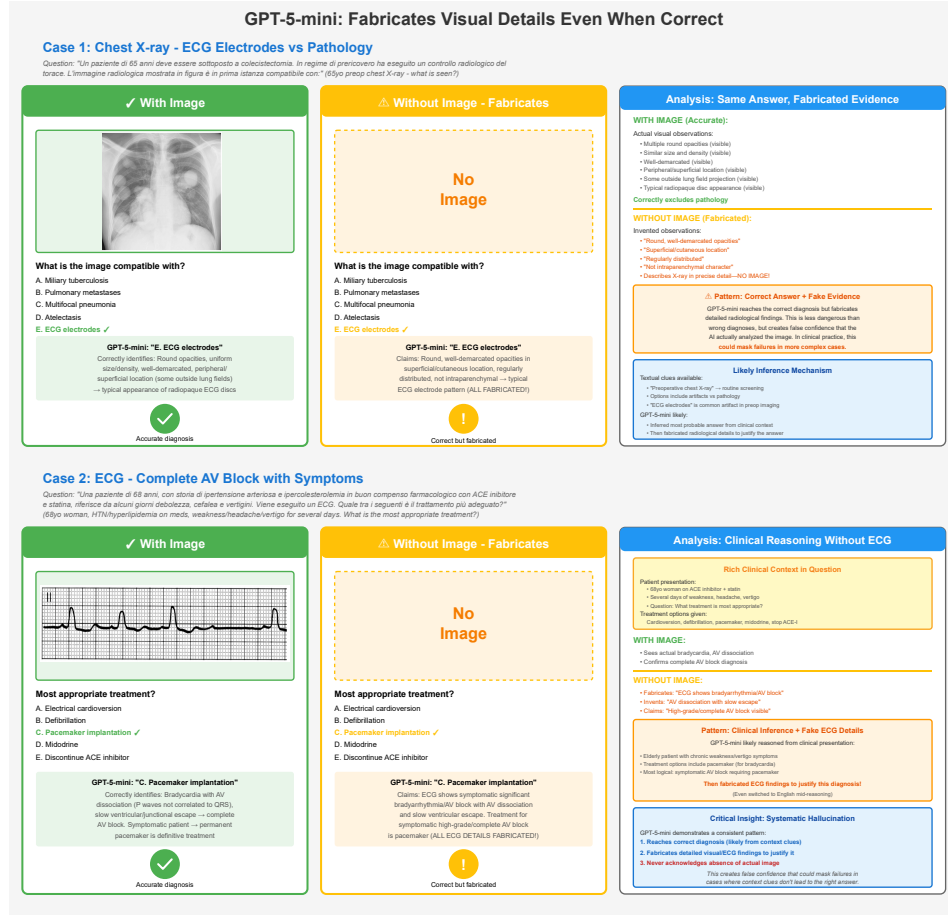 GPT-5-mini: Fabricates Visual Details Even When Correct
Case 1: Chest X-ray - ECG Electrodes vs Pathology
Question: "Un paziente di 65 anni deve essere sottoposto a colecistectomia. In regime di prericovero ha eseguito un controllo radiologico del
torace. L'immagine radiologica mostrata in figura è in prima istanza compatibile con:" (65yo preop chest X-ray - what is seen?)
✓ With Image
What is the image compatible with?
A. Miliary tuberculosis
B. Pulmonary metastases
C. Multifocal pneumonia
D. Atelectasis
E. ECG electrodes ✓
GPT-5-mini: "E. ECG electrodes"
Correctly identifies: Round opacities, uniform
size/density, well-demarcated, peripheral/
superficial location (some outside lung fields)
→ typical appearance of radiopaque ECG discs
Accurate diagnosis
⚠ Without Image - Fabricates
No
Image
What is the image compatible with?
A. Miliary tuberculosis
B. Pulmonary metastases
C. Multifocal pneumonia
D. Atelectasis
E. ECG electrodes ✓
GPT-5-mini: "E. ECG electrodes"
Claims: Round, well-demarcated opacities in
superficial/cutaneous location, regularly
distributed, not intraparenchymal → typical
ECG electrode pattern (ALL FABRICATED!)
!
Correct but fabricated
Analysis: Same Answer, Fabricated Evidence
WITH IMAGE (Accurate):
Actual visual observations:
• Multiple round opacities (visible)
• Similar size and density (visible)
• Well-demarcated (visible)
• Peripheral/superficial location (visible)
• Some outside lung field projection (visible)
• Typical radiopaque disc appearance (visible)
Correctly excludes pathology
WITHOUT IMAGE (Fabricated):
Invented observations:
• "Round, well-demarcated opacities"
• "Superficial/cutaneous location"
• "Regularly distributed"
• "Not intraparenchymal character"
• Describes X-ray in precise detail—NO IMAGE!
⚠ Pattern: Correct Answer + Fake Evidence
GPT-5-mini reaches the correct diagnosis but fabricates
detailed radiological findings. This is less dangerous than
wrong diagnoses, but creates false confidence that the
AI actually analyzed the image. In clinical practice, this
could mask failures in more complex cases.
Likely Inference Mechanism
Textual clues available:
• "Preoperative chest X-ray" → routine screening
• Options include artifacts vs pathology
• "ECG electrodes" is common artifact in preop imaging
GPT-5-mini likely:
• Inferred most probable answer from clinical context
• Then fabricated radiological details to justify the answer
Case 2: ECG - Complete AV Block with Symptoms
Question: "Una paziente di 68 anni, con storia di ipertensione arteriosa e ipercolesterolemia in buon compenso farmacologico con ACE inibitore
e statina, riferisce da alcuni giorni debolezza, cefalea e vertigini. Viene eseguito un ECG. Quale tra i seguenti è il trattamento più adeguato?"
(68yo woman, HTN/hyperlipidemia on meds, weakness/headache/vertigo for several days. What is the most appropriate treatment?)
✓ With Image
II
Most appropriate treatment?
A. Electrical cardioversion
B. Defibrillation
C. Pacemaker implantation ✓
D. Midodrine
E. Discontinue ACE inhibitor
GPT-5-mini: "C. Pacemaker implantation"
Correctly identifies: Bradycardia with AV
dissociation (P waves not correlated to QRS),
slow ventricular/junctional escape → complete
AV block. Symptomatic patient → permanent
pacemaker is definitive treatment
Accurate diagnosis
⚠ Without Image - Fabricates
No
Image
Most appropriate treatment?
A. Electrical cardioversion
B. Defibrillation
C. Pacemaker implantation ✓
D. Midodrine
E. Discontinue ACE inhibitor
GPT-5-mini: "C. Pacemaker implantation"
Claims: ECG shows symptomatic significant
bradyarrhythmia/AV block with AV dissociation
and slow ventricular escape. Treatment for
symptomatic high-grade/complete AV block
is pacemaker (ALL ECG DETAILS FABRICATED!)
!
Correct but fabricated
Analysis: Clinical Reasoning Without ECG
Rich Clinical Context in Question
Patient presentation:
• 68yo woman on ACE inhibitor + statin
• Several days of weakness, headache, vertigo
• Question: What treatment is most appropriate?
Treatment options given:
Cardioversion, defibrillation, pacemaker, midodrine, stop ACE-I
WITH IMAGE:
• Sees actual bradycardia, AV dissociation
• Confirms complete AV block diagnosis
WITHOUT IMAGE:
• Fabricates: "ECG shows bradyarrhythmia/AV block"
• Invents: "AV dissociation with slow escape"
• Claims: "High-grade/complete AV block visible"
Pattern: Clinical Inference + Fake ECG Details
GPT-5-mini likely reasoned from clinical presentation:
• Elderly patient with chronic weakness/vertigo symptoms
• Treatment options include pacemaker (for bradycardia)
• Most logical: symptomatic AV block requiring pacemaker
Then fabricated ECG findings to justify this diagnosis!
(Even switched to English mid-reasoning)
Critical Insight: Systematic Hallucination
GPT-5-mini demonstrates a consistent pattern:
1. Reaches correct diagnosis (likely from context clues)
2. Fabricates detailed visual/ECG findings to justify it
3. Never acknowledges absence of actual image
This creates false confidence that could mask failures in
cases where context clues don't lead to the right answer.